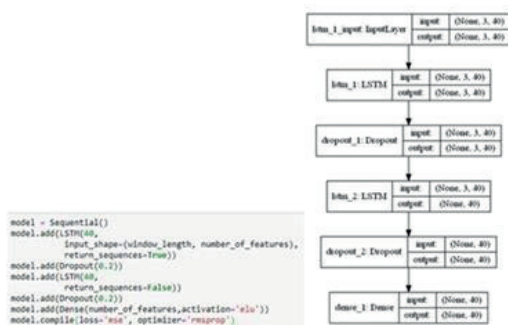 lstm_1_input: InputLayer
input:
(None, 3, 40)
output:
(None, 3, 40)
lstm_1: LSTM
input:
(None, 3, 40)
output:
(None, 3, 40)
dropout_1: Dropout
input:
(None, 3, 40)
output:
(None, 3, 40)
lstm_2: LSTM
input:
(None, 3, 40)
output:
(None, 40)
dropout_2: Dropout
input:
(None, 40)
output:
(None, 40)
dense_1: Dense
input:
(None, 40)
output:
(None, 40)
model = Sequential()
model.add(LSTM(40,
input_shape=(window_length, number_of_features),
return_sequences=True))
model.add(Dropout(0.2))
model.add(LSTM(40,
return_sequences=False))
model.add(Dropout(0.2))
model.add(Dense(number_of_features,activation='elu'))
model.compile(loss='mse', optimizer='rmsprop')